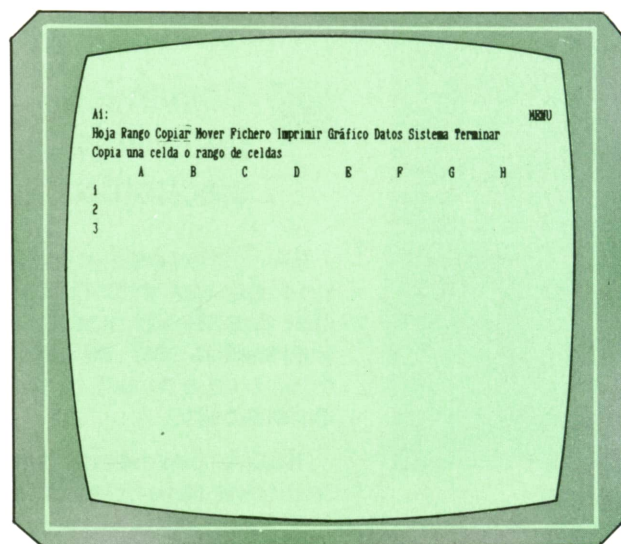 A1: MENU
Hoja Rango Copiar Mover Fichero Imprimir Gráfico Datos Sistema Terminar
Copia una celda o rango de celdas
A B C D E F G H
1
2
3